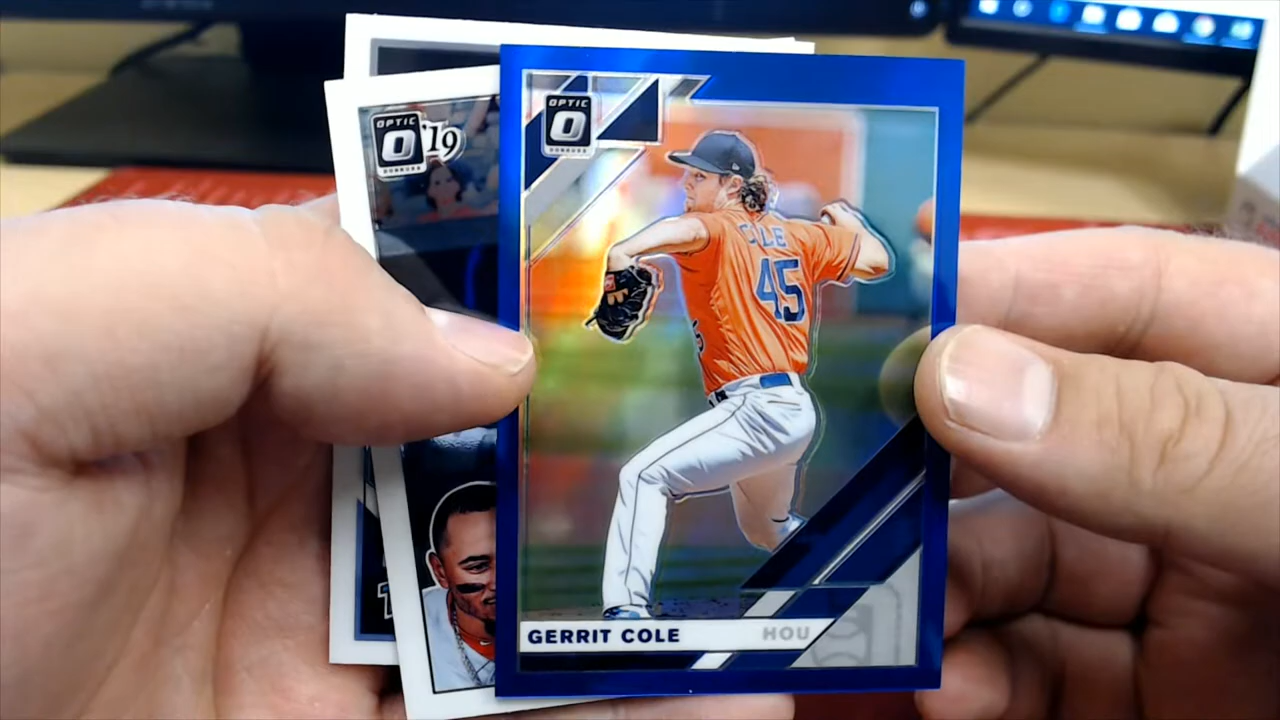 OPTIC
O
DONRUSS
'19
OPTIC
O
DONRUSS
COLE
45
GERRIT COLE
HOU